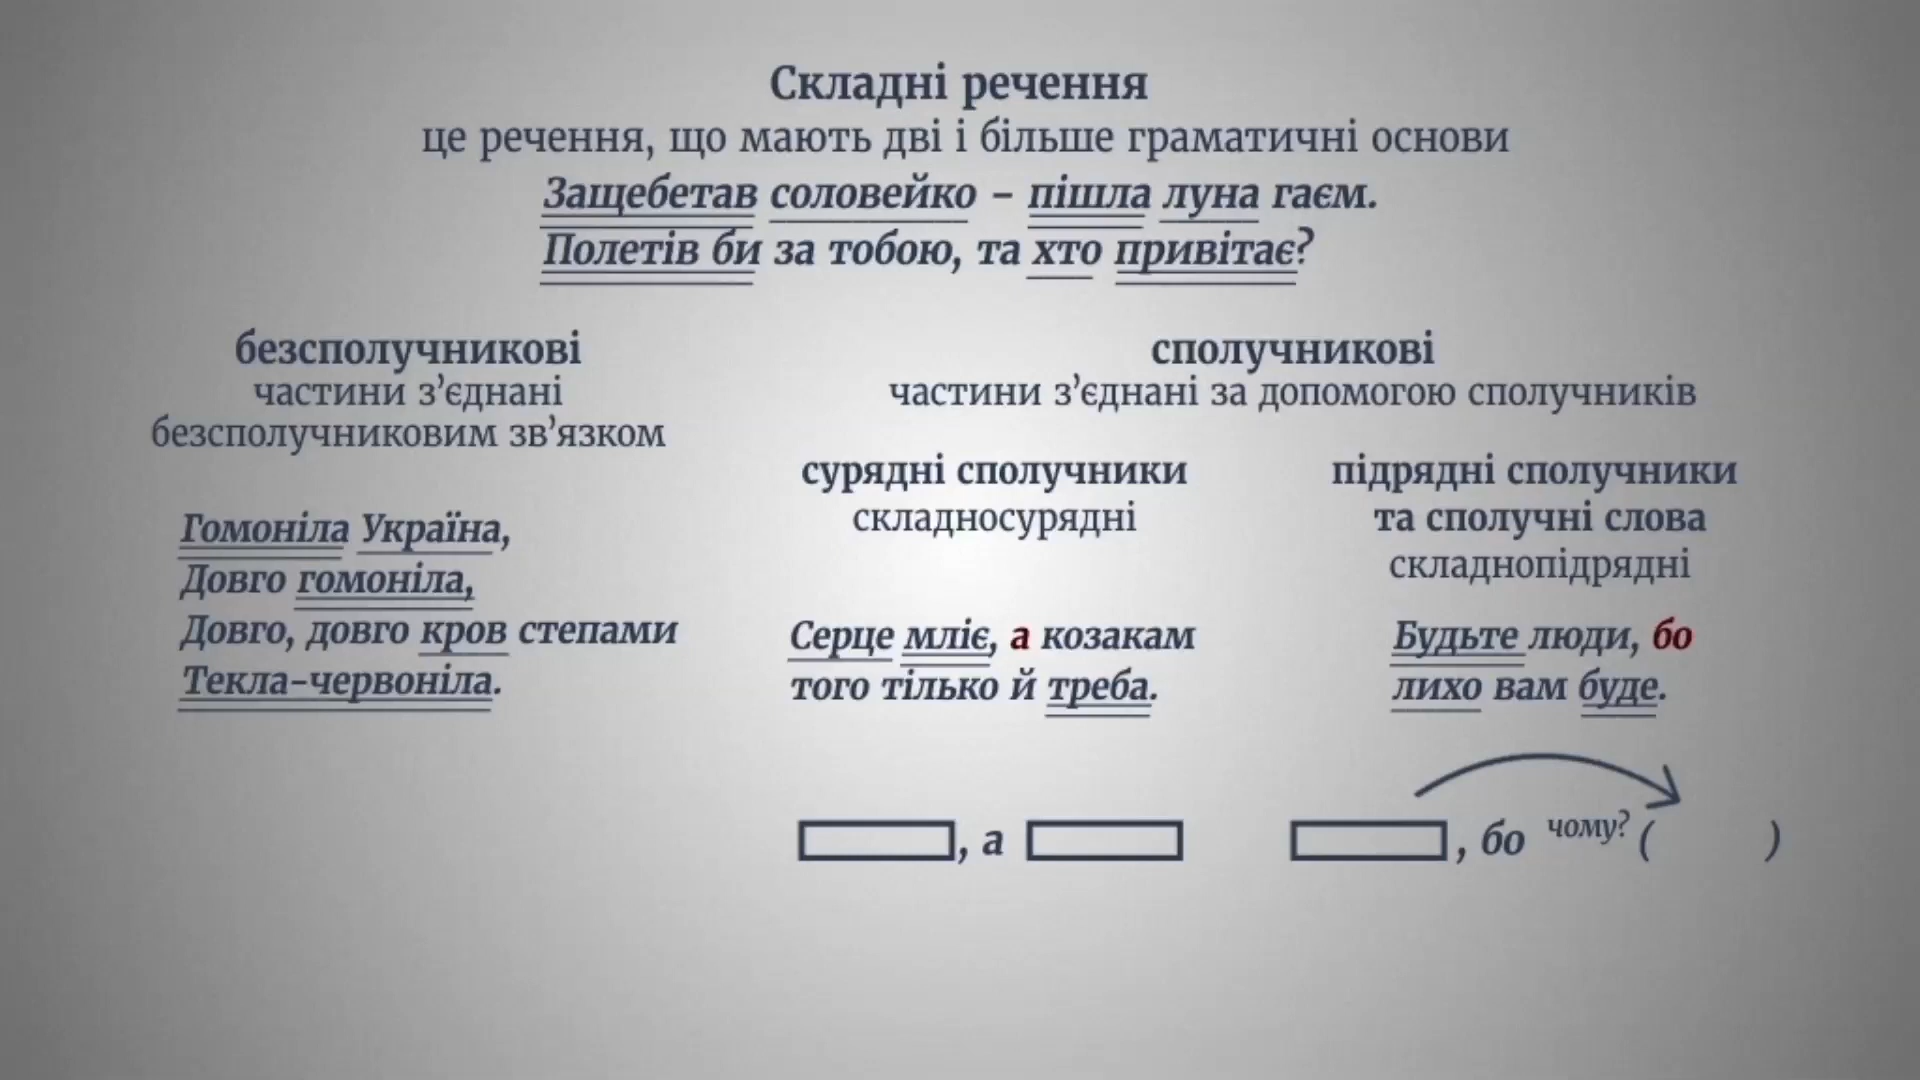 Складні речення
це речення, що мають дві і більше граматичні основи
Защебетав соловейко – пішла луна гаєм.
Полетів би за тобою, та хто привітає?
безсполучникові
частини з’єднані
безсполучниковим зв’язком
Гомоніла Україна,
Довго гомоніла,
Довго, довго кров степами
Текла-червоніла.
сполучникові
частини з’єднані за допомогою сполучників
сурядні сполучники
складносурядні
Серце мліє, а козакам
того тілько й треба.
, а
підрядні сполучники
та сполучні слова
складнопідрядні
Будьте люди, бо
лихо вам буде.
, бо чому? ( )